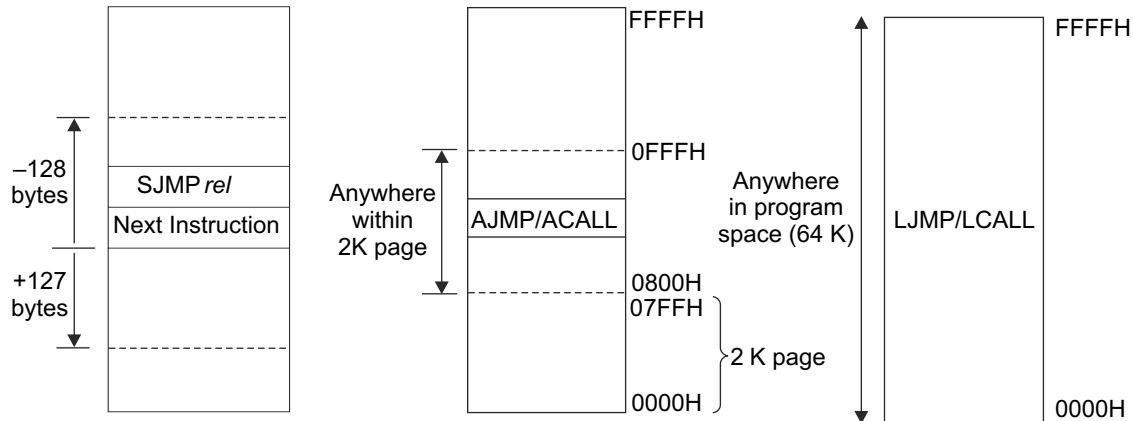 –128
bytes
SJMP rel
Next Instruction
+127
bytes
FFFFH
0FFFH
Anywhere
within
2K page
AJMP/ACALL
0800H
07FFH
2 K page
0000H
FFFFH
Anywhere
in program
space (64 K)
LJMP/LCALL
0000H